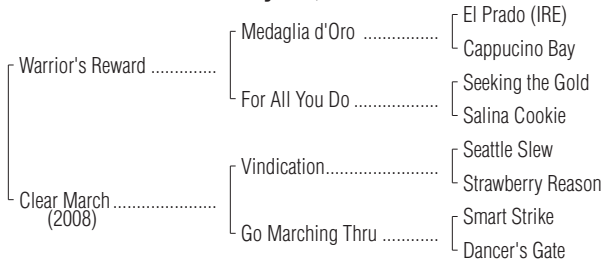 El Prado (IRE)
Medaglia d'Oro ................
Cappucino Bay
Warrior's Reward ..............
Seeking the Gold
For All You Do ..................
Salina Cookie
Seattle Slew
Vindication........................
Strawberry Reason
Clear March ......................
(2008)
Smart Strike
Go Marching Thru ............
Dancer's Gate